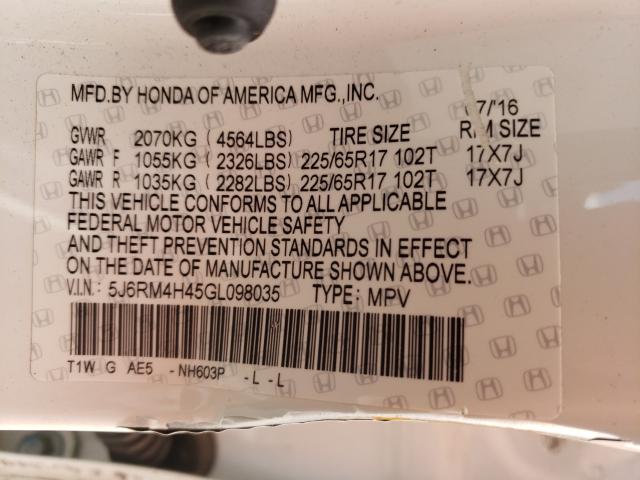 MFD.BY HONDA OF AMERICA MFG.,INC. 07/'16
GVWR 2070KG (4564LBS) TIRE SIZE RIM SIZE
GAWR F 1055KG (2326LBS) 225/65R17 102T 17X7J
GAWR R 1035KG (2282LBS) 225/65R17 102T 17X7J
THIS VEHICLE CONFORMS TO ALL APPLICABLE
FEDERAL MOTOR VEHICLE SAFETY
AND THEFT PREVENTION STANDARDS IN EFFECT
ON THE DATE OF MANUFACTURE SHOWN ABOVE.
V.I.N.: 5J6RM4H45GL098035 TYPE: MPV
T1W G AE5 -NH603P -L -L